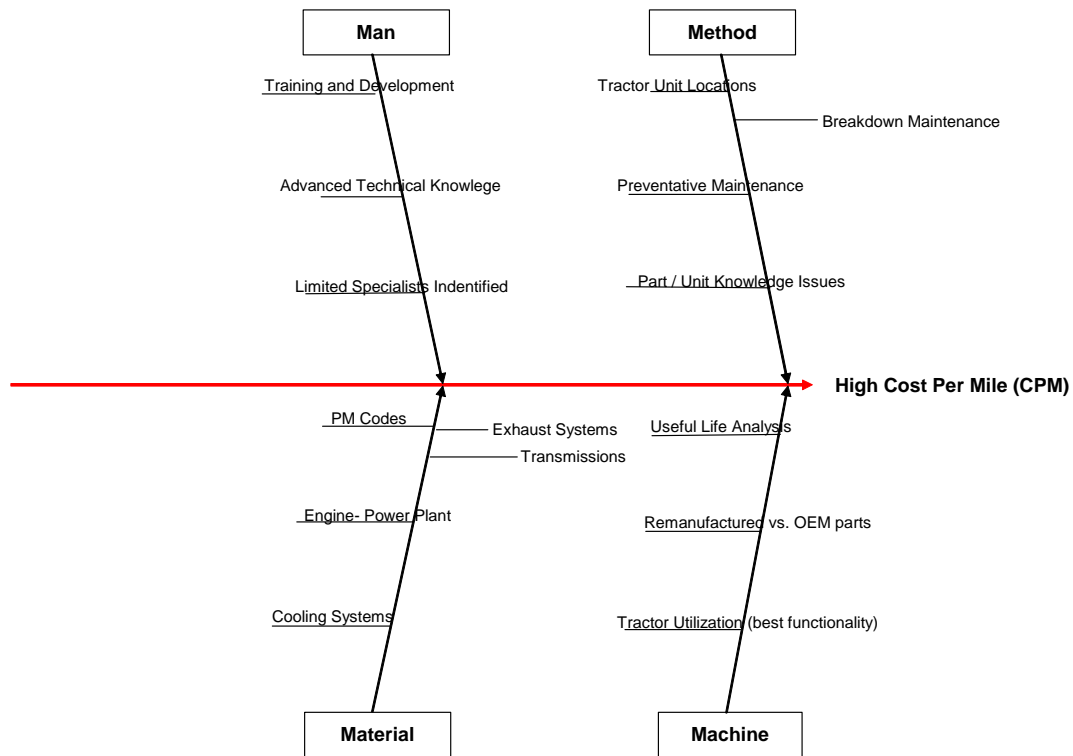 Man
Method
Training and Development
Tractor Unit Locations
Breakdown Maintenance
Advanced Technical Knowlege
Preventative Maintenance
Limited Specialists Indentified
Part / Unit Knowledge Issues
High Cost Per Mile (CPM)
PM Codes
Exhaust Systems
Useful Life Analysis
Transmissions
Engine- Power Plant
Remanufactured vs. OEM parts
Cooling Systems
Tractor Utilization (best functionality)
Material
Machine